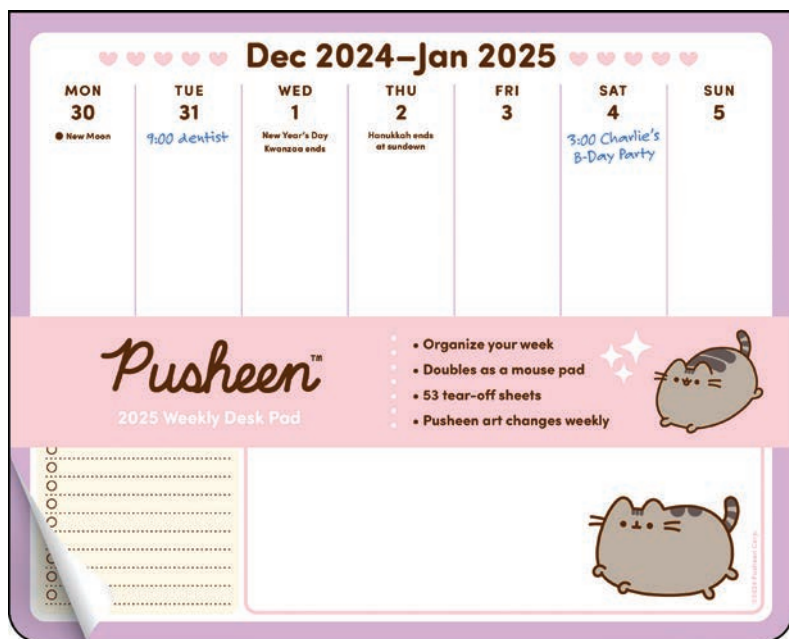 Dec 2024–Jan 2025
MON
30
● New Moon
TUE
31
9:00 dentist
WED
1
New Year's Day
Kwanzaa ends
THU
2
Hanukkah ends
at sundown
FRI
3
SAT
4
3:00 Charlie's
B-Day Party
SUN
5
Pusheen™
2025 Weekly Desk Pad
• Organize your week
• Doubles as a mouse pad
• 53 tear-off sheets
• Pusheen art changes weekly
©2024 Pusheen Corp.